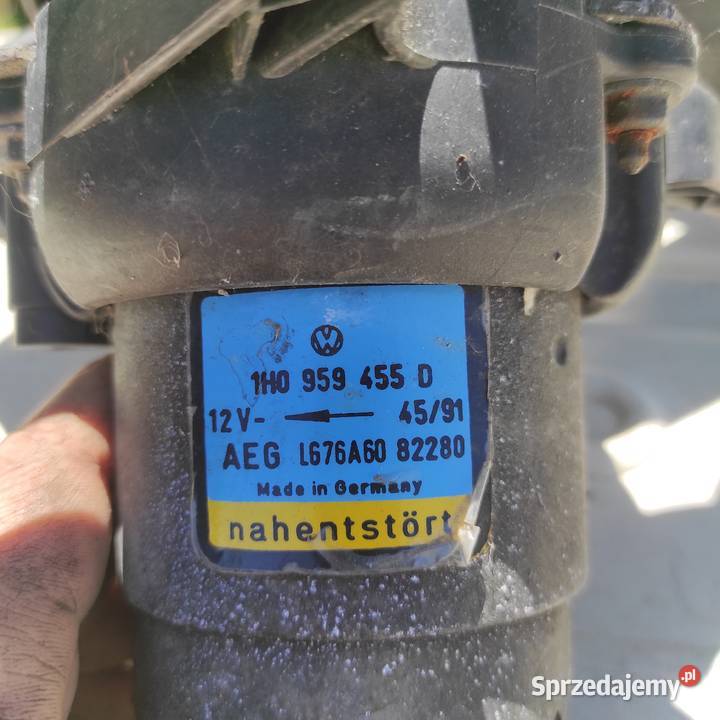 1H0 959 455 D
12V- 45/91
AEG L676A60 82280
Made in Germany
nahentstört
Sprzedajemy.pl